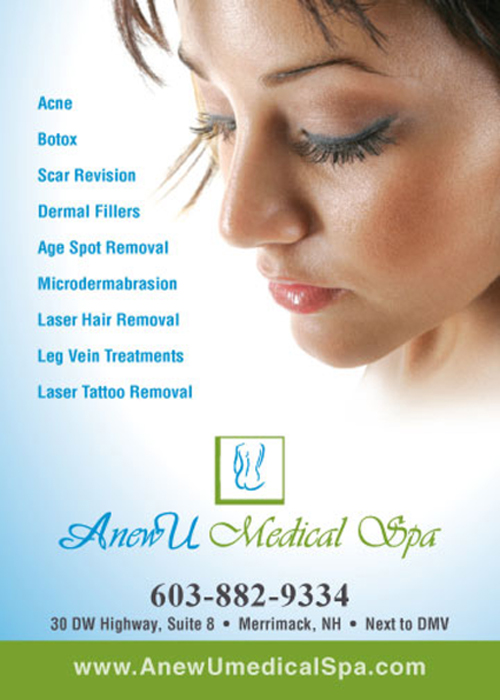 Acne
Botox
Scar Revision
Dermal Fillers
Age Spot Removal
Microdermabrasion
Laser Hair Removal
Leg Vein Treatments
Laser Tattoo Removal
AnewU Medical Spa
603-882-9334
30 DW Highway, Suite 8 • Merrimack, NH • Next to DMV
www.AnewUmedicalSpa.com